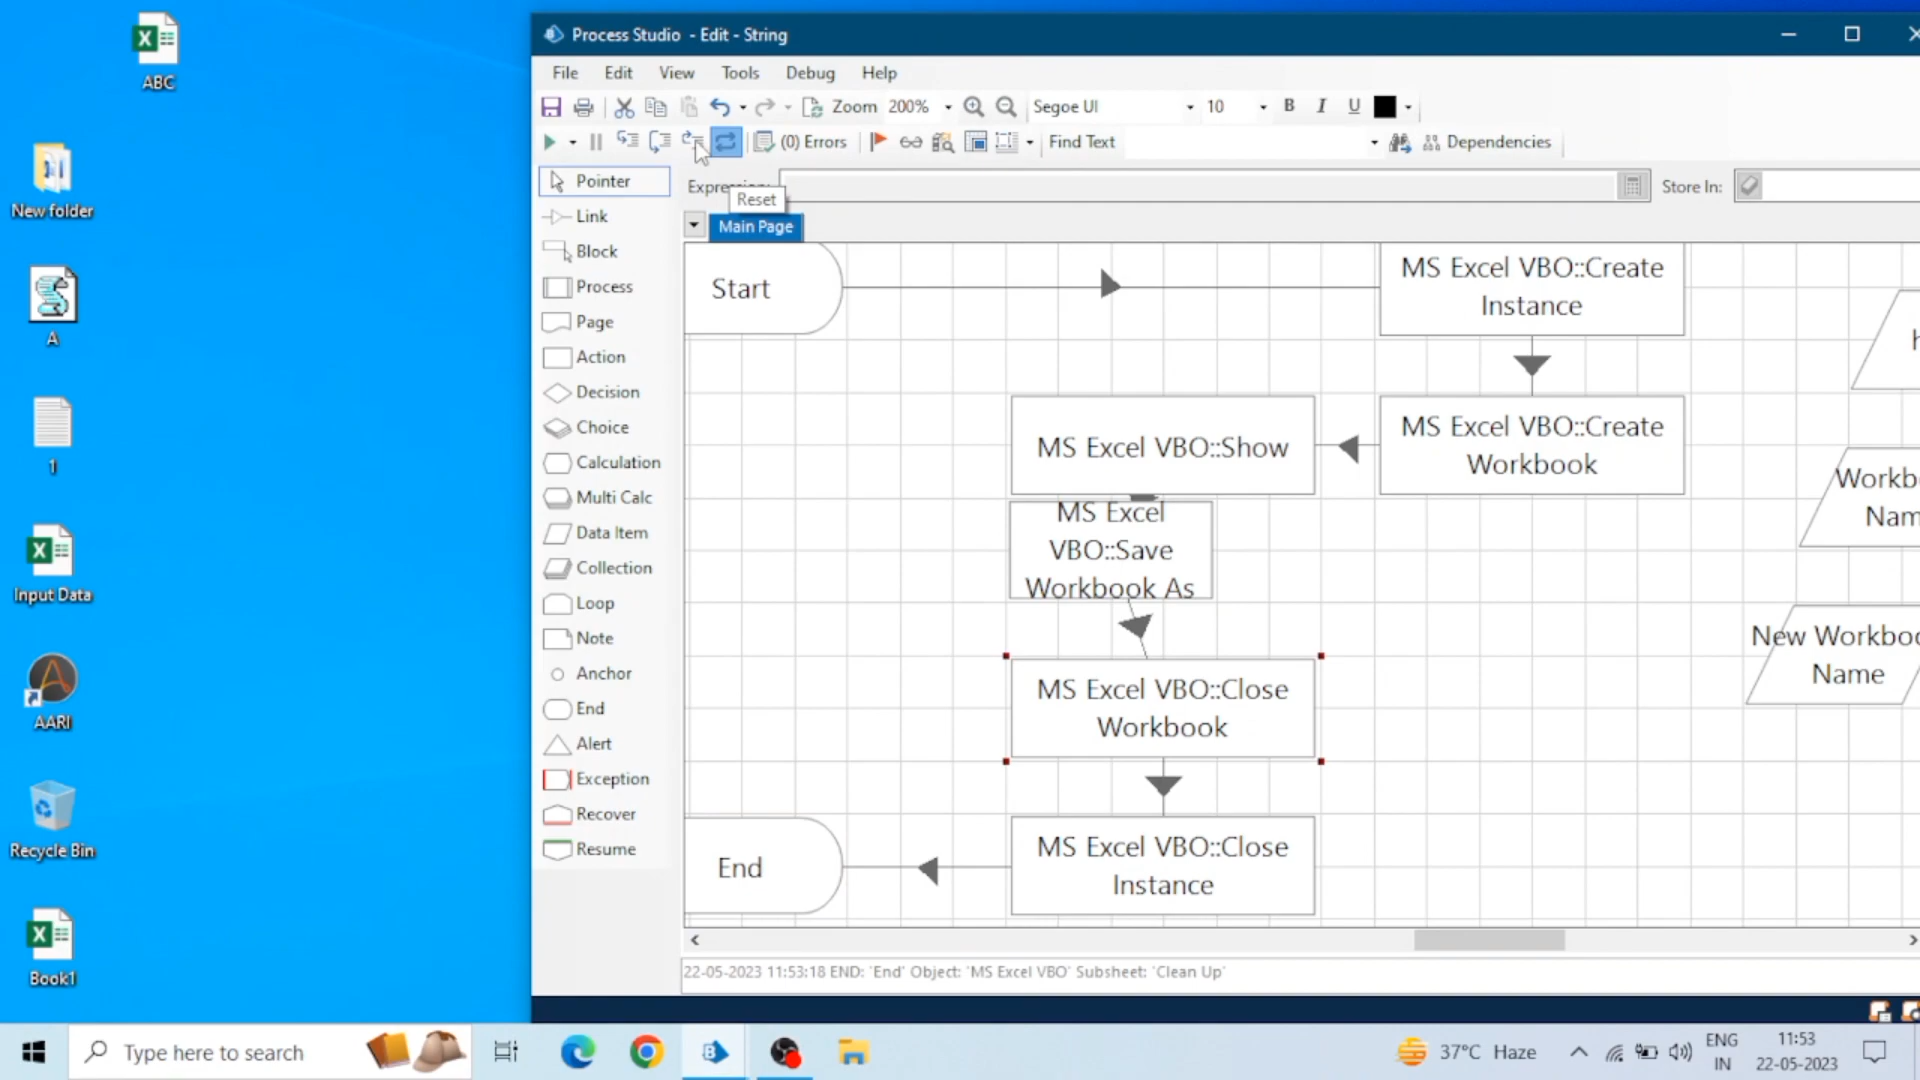 ABC
New folder
A
1
Input Data
AARI
Recycle Bin
Book1
Process Studio - Edit - String
File Edit View Tools Debug Help
Zoom 200% Segoe UI 10 B I U
(0) Errors Find Text Dependencies
Pointer
Link
Block
Process
Page
Action
Decision
Choice
Calculation
Multi Calc
Data Item
Collection
Loop
Note
Anchor
End
Alert
Exception
Recover
Resume
Store In:
Reset
Main Page
Start
MS Excel VBO::Create
Instance
MS Excel VBO::Show
MS Excel VBO::Create
Workbook
MS Excel
VBO::Save
Workbook As
MS Excel VBO::Close
Workbook
MS Excel VBO::Close
Instance
End
New Workboo
Name
22-05-2023 11:53:18 END: 'End' Object: 'MS Excel VBO' Subsheet: 'Clean Up'
Type here to search
37°C Haze
ENG
IN
11:53
22-05-2023